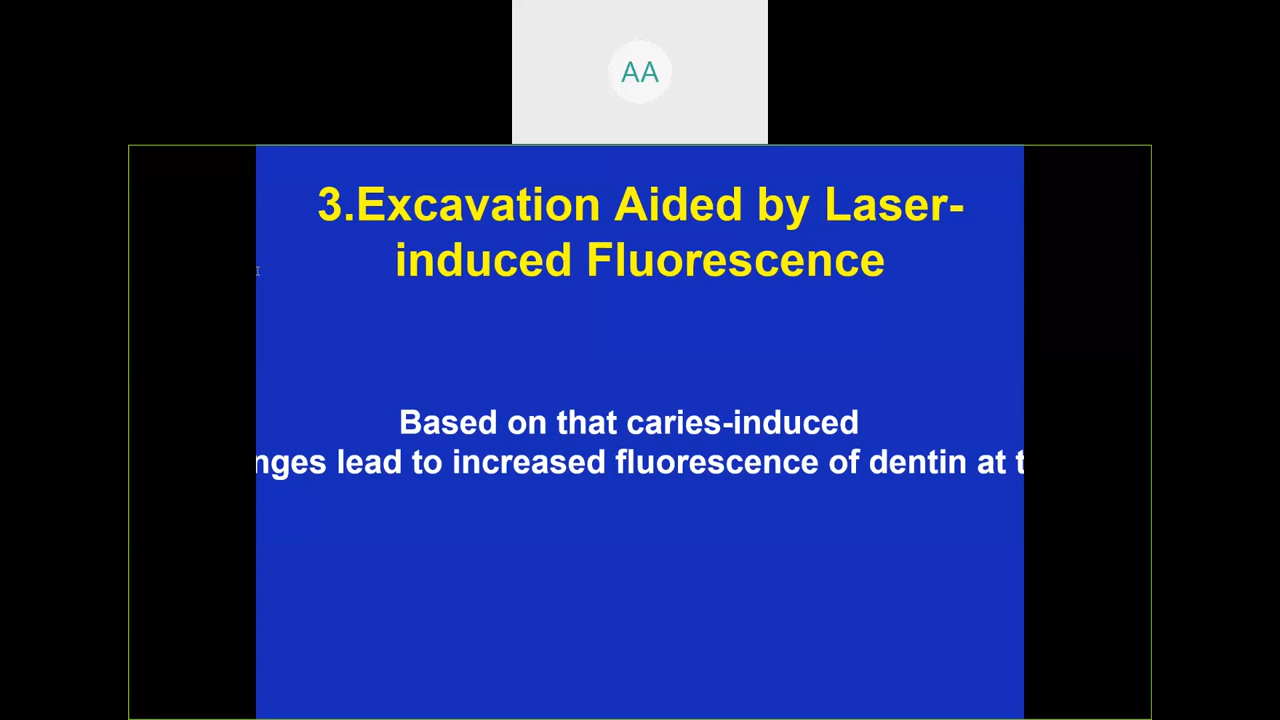 AA
3.Excavation Aided by Laser-
induced Fluorescence
Based on that caries-induced
nges lead to increased fluorescence of dentin at t